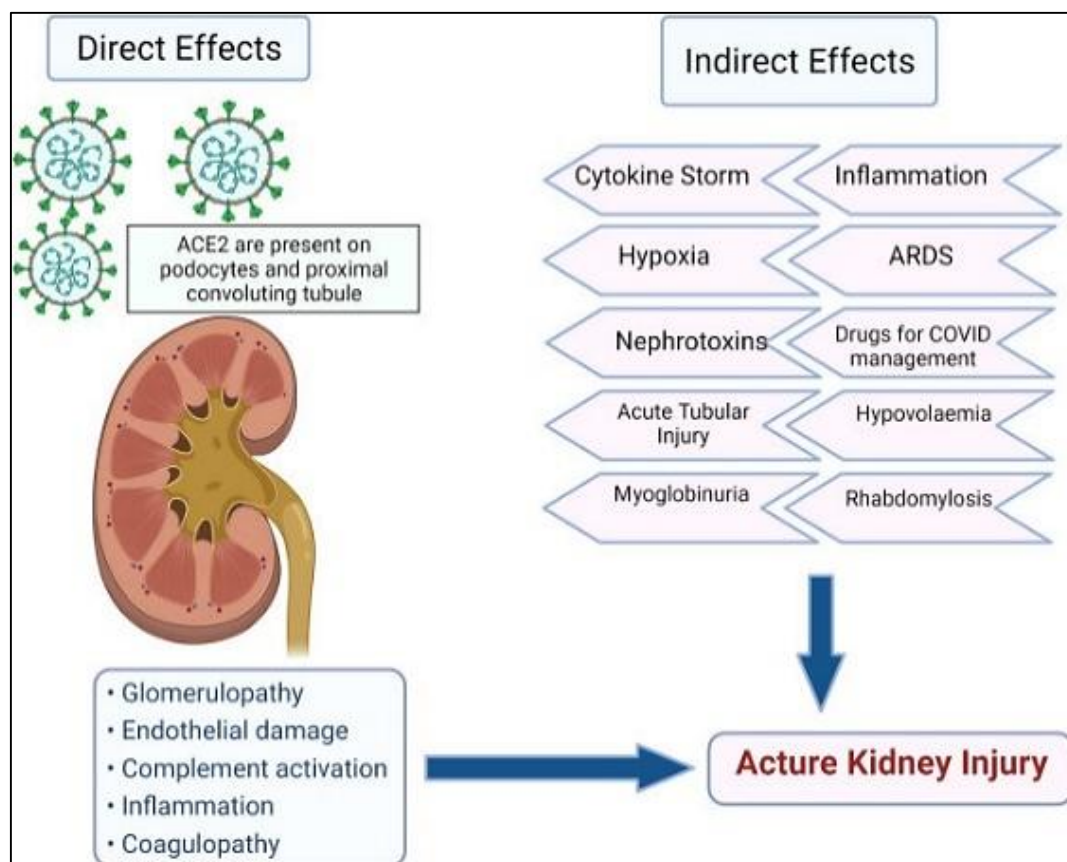 Direct Effects
ACE2 are present on
podocytes and proximal
convoluting tubule
• Glomerulopathy
• Endothelial damage
• Complement activation
• Inflammation
• Coagulopathy
Indirect Effects
Cytokine Storm
Inflammation
Hypoxia
ARDS
Nephrotoxins
Drugs for COVID
management
Acute Tubular
Injury
Hypovolaemia
Myoglobinuria
Rhabdomylosis
Acture Kidney Injury